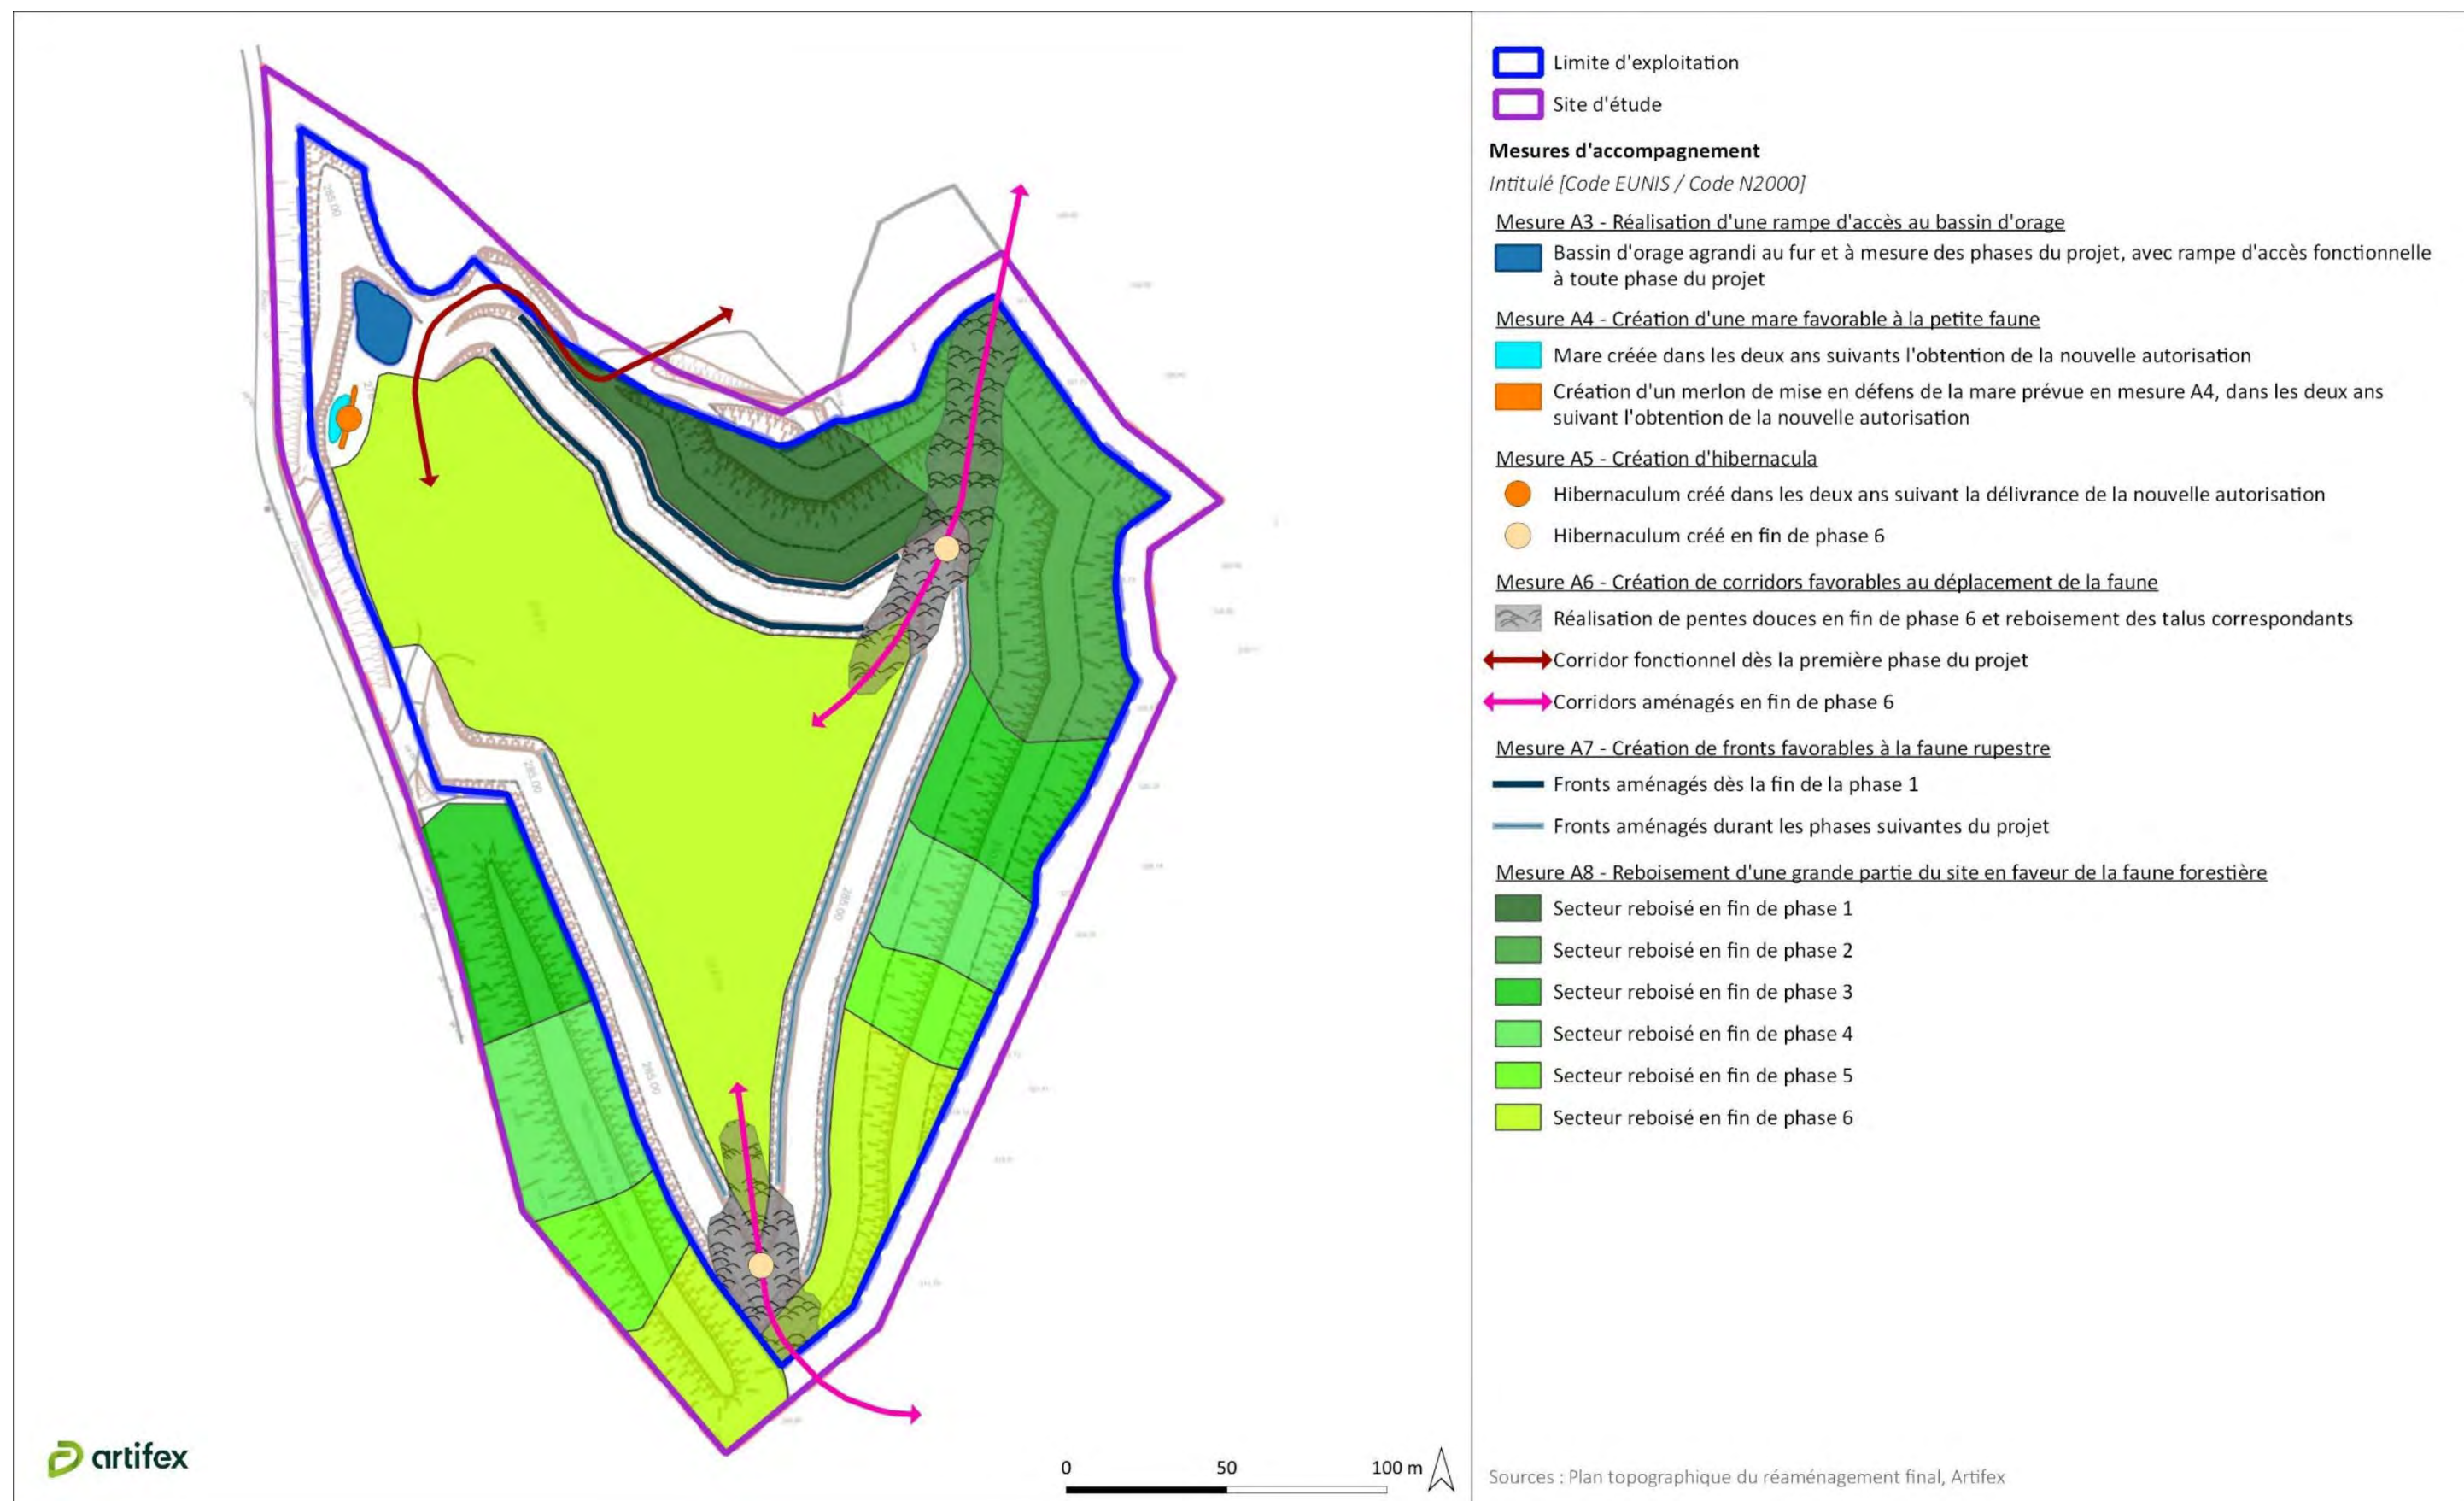 Limite d'exploitation
Site d'étude
Mesures d'accompagnement
Intitulé [Code EUNIS / Code N2000]
Mesure A3 - Réalisation d'une rampe d'accès au bassin d'orage
Bassin d'orage agrandi au fur et à mesure des phases du projet, avec rampe d'accès fonctionnelle
à toute phase du projet
Mesure A4 - Création d'une mare favorable à la petite faune
Mare créée dans les deux ans suivants l'obtention de la nouvelle autorisation
Création d'un merlon de mise en défens de la mare prévue en mesure A4, dans les deux ans
suivant l'obtention de la nouvelle autorisation
Mesure A5 - Création d'hibernacula
Hibernaculum créé dans les deux ans suivant la délivrance de la nouvelle autorisation
Hibernaculum créé en fin de phase 6
Mesure A6 - Création de corridors favorables au déplacement de la faune
Réalisation de pentes douces en fin de phase 6 et reboisement des talus correspondants
Corridor fonctionnel dès la première phase du projet
Corridors aménagés en fin de phase 6
Mesure A7 - Création de fronts favorables à la faune rupestre
Fronts aménagés dès la fin de la phase 1
Fronts aménagés durant les phases suivantes du projet
Mesure A8 - Reboisement d'une grande partie du site en faveur de la faune forestière
Secteur reboisé en fin de phase 1
Secteur reboisé en fin de phase 2
Secteur reboisé en fin de phase 3
Secteur reboisé en fin de phase 4
Secteur reboisé en fin de phase 5
Secteur reboisé en fin de phase 6
Sources : Plan topographique du réaménagement final, Artifex
285.00
285.00
285.00
285.00
artifex
0 50 100 m